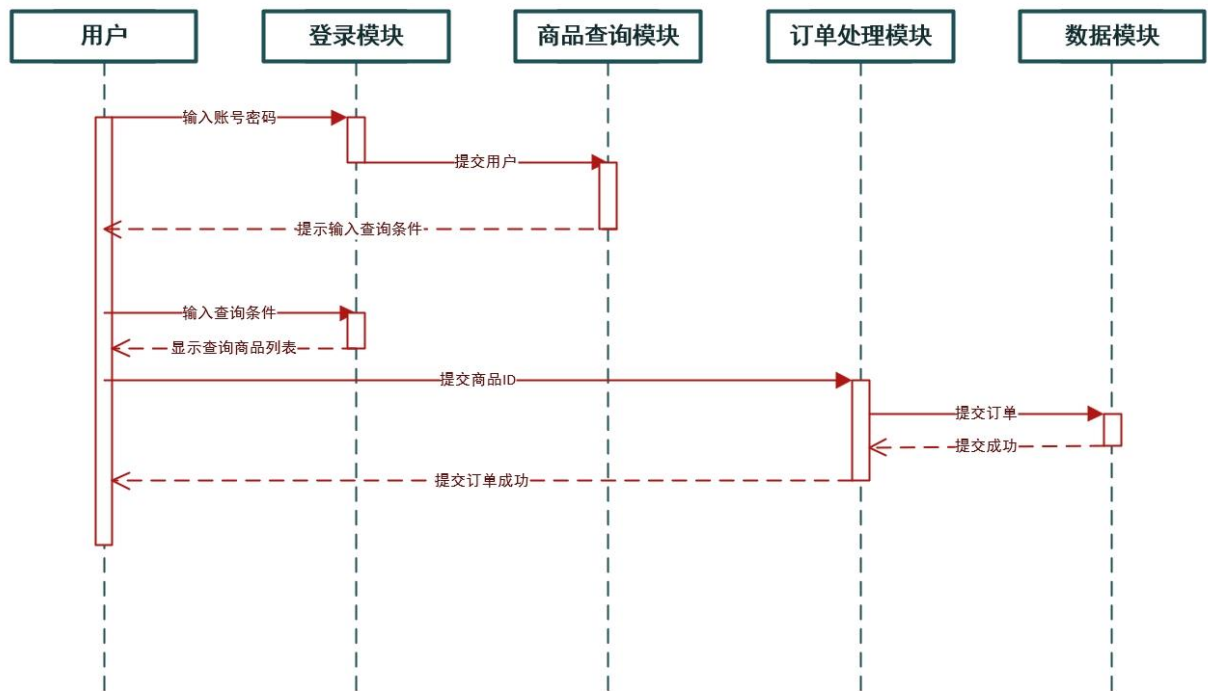 用户
登录模块
商品查询模块
订单处理模块
数据模块
输入账号密码
提交用户
提示输入查询条件
输入查询条件
显示查询商品列表
提交商品ID
提交订单
提交成功
提交订单成功